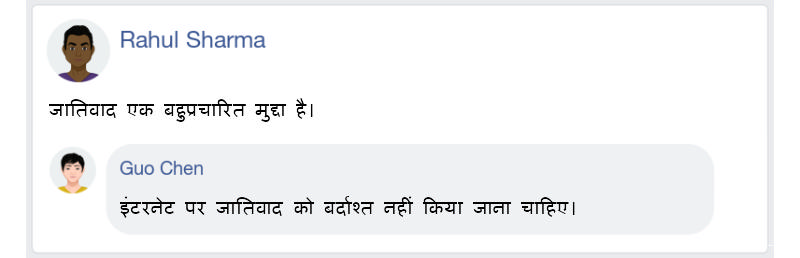 Rahul Sharma
जातिवाद एक बहुप्रचारित मुद्दा है।
Guo Chen
इंटरनेट पर जातिवाद को बर्दाश्त नहीं किया जाना चाहिए।